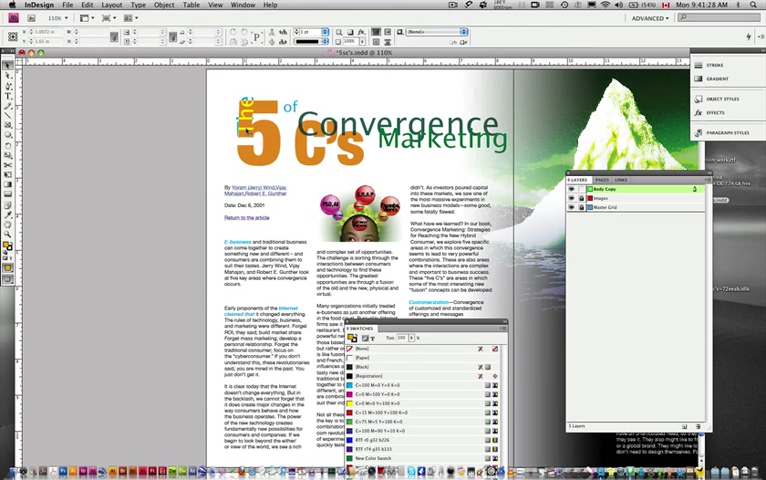 InDesign File Edit Layout Type Object Table View Window Help
Mon 9:41:28 AM
110%
ADVANCED
*5sc's.indd @ 110%
STROKE
GRADIENT
OBJECT STYLES
EFFECTS
PARAGRAPH STYLES
The 5 C's of Convergence Marketing
By Yoram (Jerry) Wind,Vijay
Mahajan,Robert E. Gunther
Date: Dec 6, 2001
Return to the article
E-business and traditional business
can come together to create
something new and different – and
consumers are combining them to
suit their tastes. Jerry Wind, Vijay
Mahajan, and Robert E. Gunther look
at five key areas where convergence
occurs.
Early proponents of the Internet
claimed that it changed everything.
The rules of technology, business,
and marketing were different. Forget
ROI, they said; build market share.
Forget mass marketing; develop a
personal relationship. Forget the
traditional consumer; focus on
the "cyberconsumer." If you don't
understand this, these revolutionaries
said, you are mired in the past. You
just don't get it.
It is clear today that the Internet
doesn't change everything. But in
the backlash, we cannot forget that
it does create major changes in the
way consumers behave and how
the business operates. The power
of the new technology creates
fundamentally new possibilities for
consumers and companies. If we
begin to look beyond the either/
or view of the world, we see a rich
and complex set of opportunities.
The challenge is sorting through the
interactions between consumers
and technology to find these
opportunities. The greatest
opportunities are through a fusion
of the old and the new, physical and
virtual.
Many organizations initially treated
e-business as just another offering
didn't. As investors poured capital
into these markets, we saw one of
the most massive experiments in
new business models—some good,
some fatally flawed.
What have we learned? In our book,
Convergence Marketing: Strategies
for Reaching the New Hybrid
Consumer, we explore five specific
areas in which this convergence
seems to lead to very powerful
combinations. These are also areas
where the interactions are complex
and important to business success.
These "five C's" are areas in which
some of the most interesting new
"fusion" concepts can be developed.
Customerization—Convergence
of customized and standardized
offerings and messages
LAYERS
PAGES
LINKS
Body Copy
Images
Master Grid
3 Layers
SWATCHES
Tint: 100 %
[None]
[Paper]
[Black]
[Registration]
C=100 M=0 Y=0 K=0
C=0 M=100 Y=0 K=0
C=0 M=0 Y=100 K=0
C=15 M=100 Y=100 K=0
C=75 M=5 Y=100 K=0
C=100 M=90 Y=10 K=0
New Color Swatch